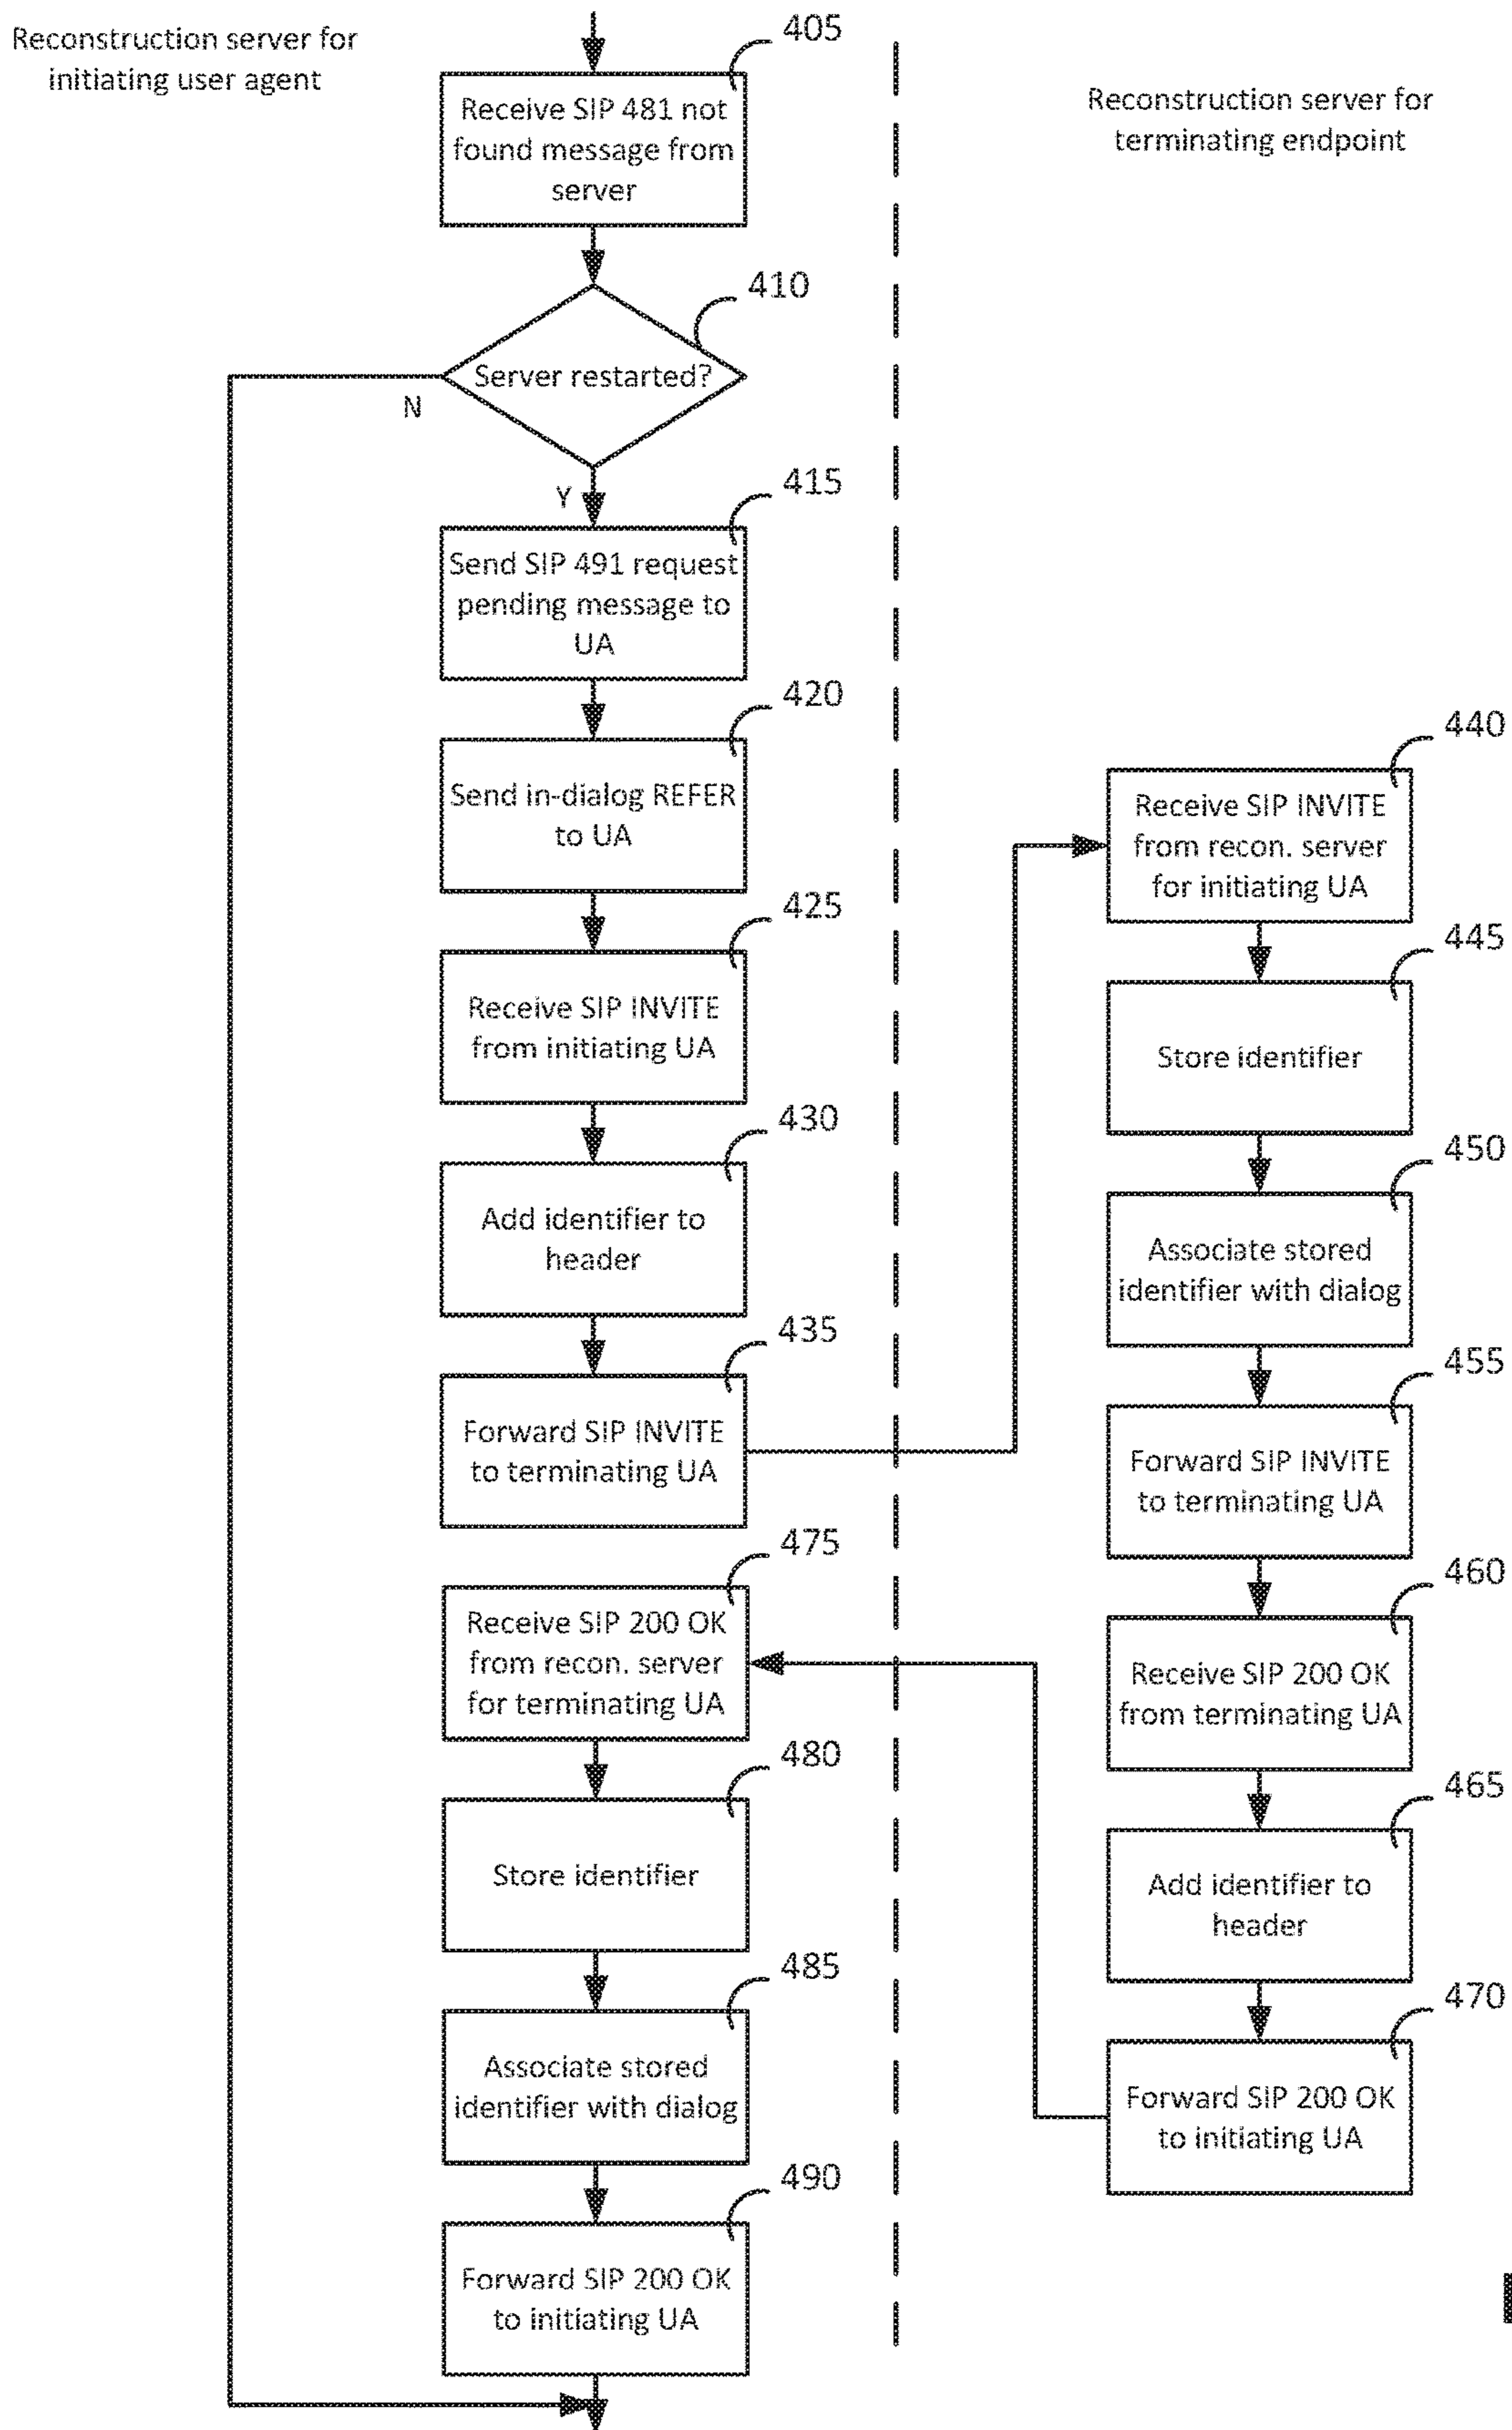 Reconstruction server for
initiating user agent
Reconstruction server for
terminating endpoint
405
Receive SIP 481 not
found message from
server
410
Server restarted?
N
Y
415
Send SIP 491 request
pending message to
UA
420
Send in-dialog REFER
to UA
425
Receive SIP INVITE
from initiating UA
430
Add identifier to
header
435
Forward SIP INVITE
to terminating UA
440
Receive SIP INVITE
from recon. server
for initiating UA
445
Store identifier
450
Associate stored
identifier with dialog
455
Forward SIP INVITE
to terminating UA
460
Receive SIP 200 OK
from terminating UA
465
Add identifier to
header
470
Forward SIP 200 OK
to initiating UA
475
Receive SIP 200 OK
from recon. server
for terminating UA
480
Store identifier
485
Associate stored
identifier with dialog
490
Forward SIP 200 OK
to initiating UA